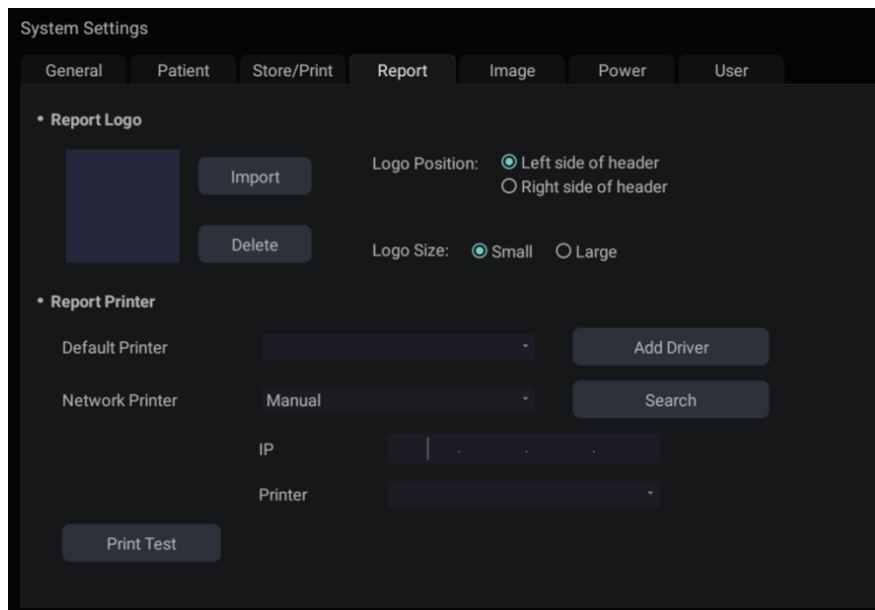 System Settings
General Patient Store/Print Report Image Power User
• Report Logo
Import
Logo Position: Left side of header
Right side of header
Delete
Logo Size: Small Large
• Report Printer
Default Printer Add Driver
Network Printer Manual Search
IP . . .
Printer
Print Test